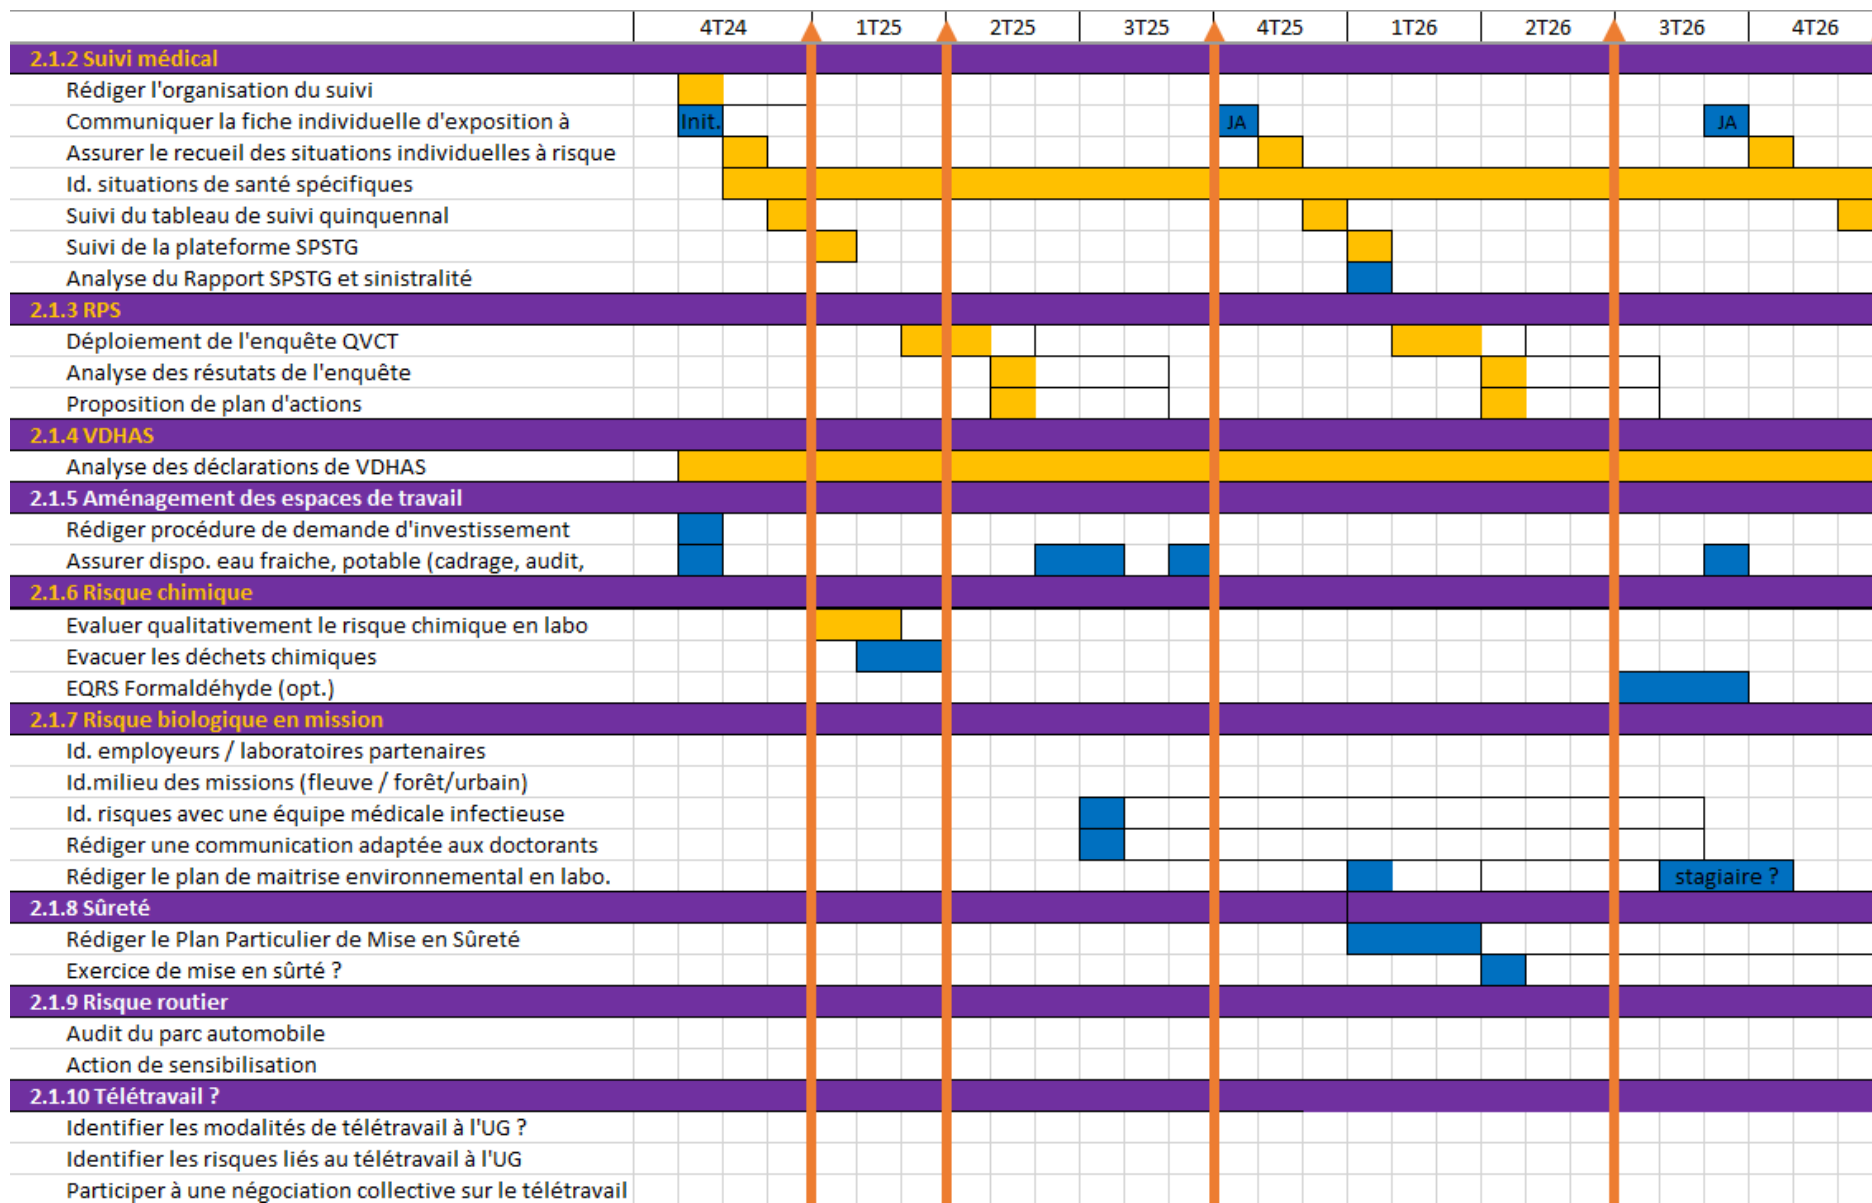 4T24 1T25 2T25 3T25 4T25 1T26 2T26 3T26 4T26
2.1.2 Suivi médical
Rédiger l'organisation du suivi
Communiquer la fiche individuelle d'exposition à Init. JA JA
Assurer le recueil des situations individuelles à risque
Id. situations de santé spécifiques
Suivi du tableau de suivi quinquennal
Suivi de la plateforme SPSTG
Analyse du Rapport SPSTG et sinistralité
2.1.3 RPS
Déploiement de l'enquête QVCT
Analyse des résutats de l'enquête
Proposition de plan d'actions
2.1.4 VDHAS
Analyse des déclarations de VDHAS
2.1.5 Aménagement des espaces de travail
Rédiger procédure de demande d'investissement
Assurer dispo. eau fraiche, potable (cadrage, audit,
2.1.6 Risque chimique
Evaluer qualitativement le risque chimique en labo
Evacuer les déchets chimiques
EQRS Formaldéhyde (opt.)
2.1.7 Risque biologique en mission
Id. employeurs / laboratoires partenaires
Id.milieu des missions (fleuve / forêt/urbain)
Id. risques avec une équipe médicale infectieuse
Rédiger une communication adaptée aux doctorants
Rédiger le plan de maitrise environnemental en labo. stagiaire ?
2.1.8 Sûreté
Rédiger le Plan Particulier de Mise en Sûreté
Exercice de mise en sûrté ?
2.1.9 Risque routier
Audit du parc automobile
Action de sensibilisation
2.1.10 Télétravail ?
Identifier les modalités de télétravail à l'UG ?
Identifier les risques liés au télétravail à l'UG
Participer à une négociation collective sur le télétravail